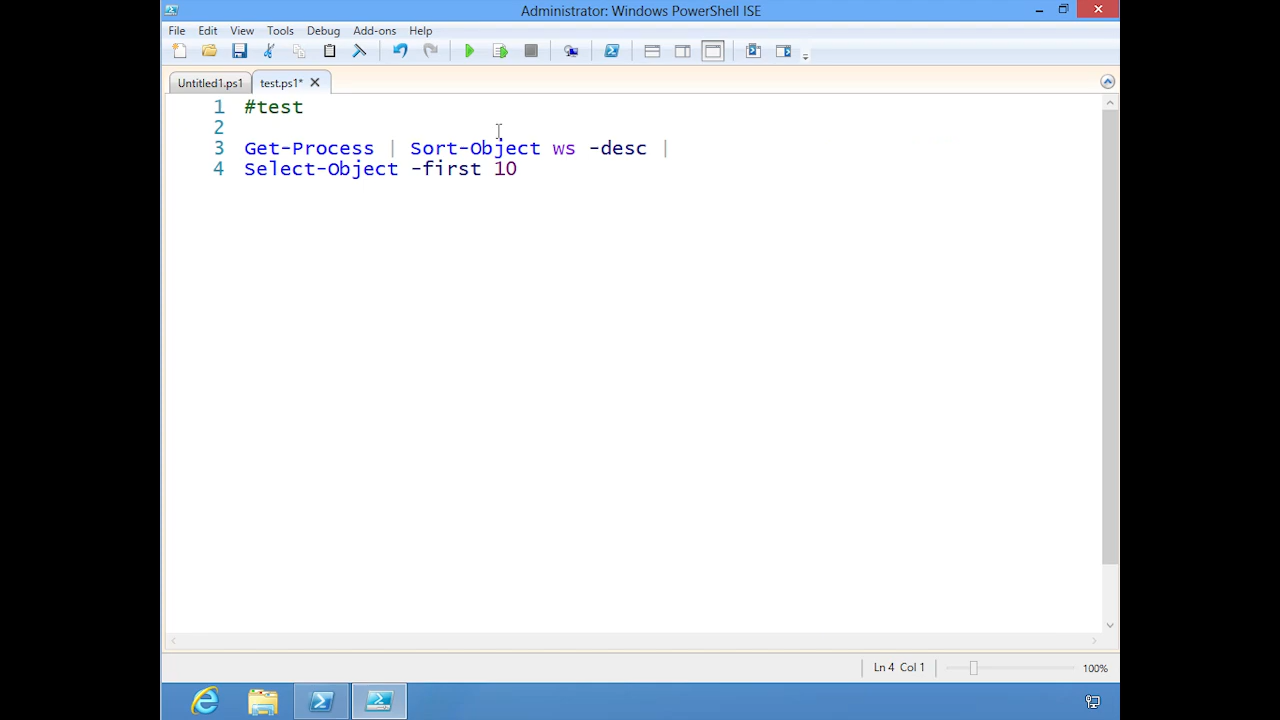 Administrator: Windows PowerShell ISE
File Edit View Tools Debug Add-ons Help
Untitled1.ps1 test.ps1*
1 #test
2
3 Get-Process | Sort-Object ws -desc |
4 Select-Object -first 10
Ln 4 Col 1 100%